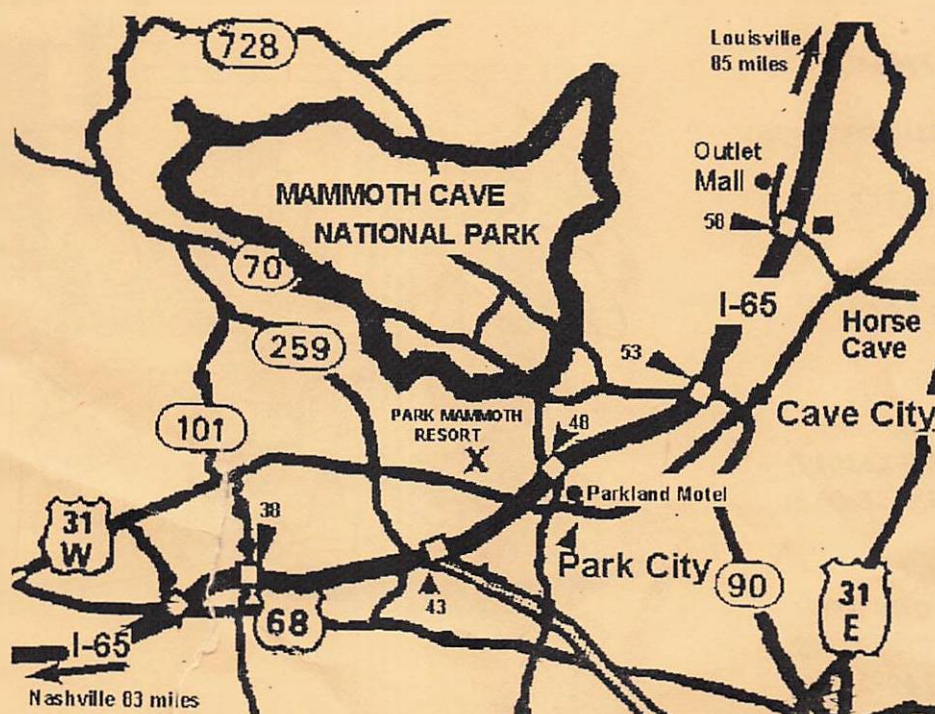 728
Louisville
85 miles
Outlet
Mall
58
MAMMOTH CAVE
NATIONAL PARK
70
I-65
Horse
Cave
259
53
101
PARK MAMMOTH
RESORT
X
48
Cave City
Parkland Motel
31
W
38
Park City
90
31
E
43
68
I-65
Nashville 83 miles